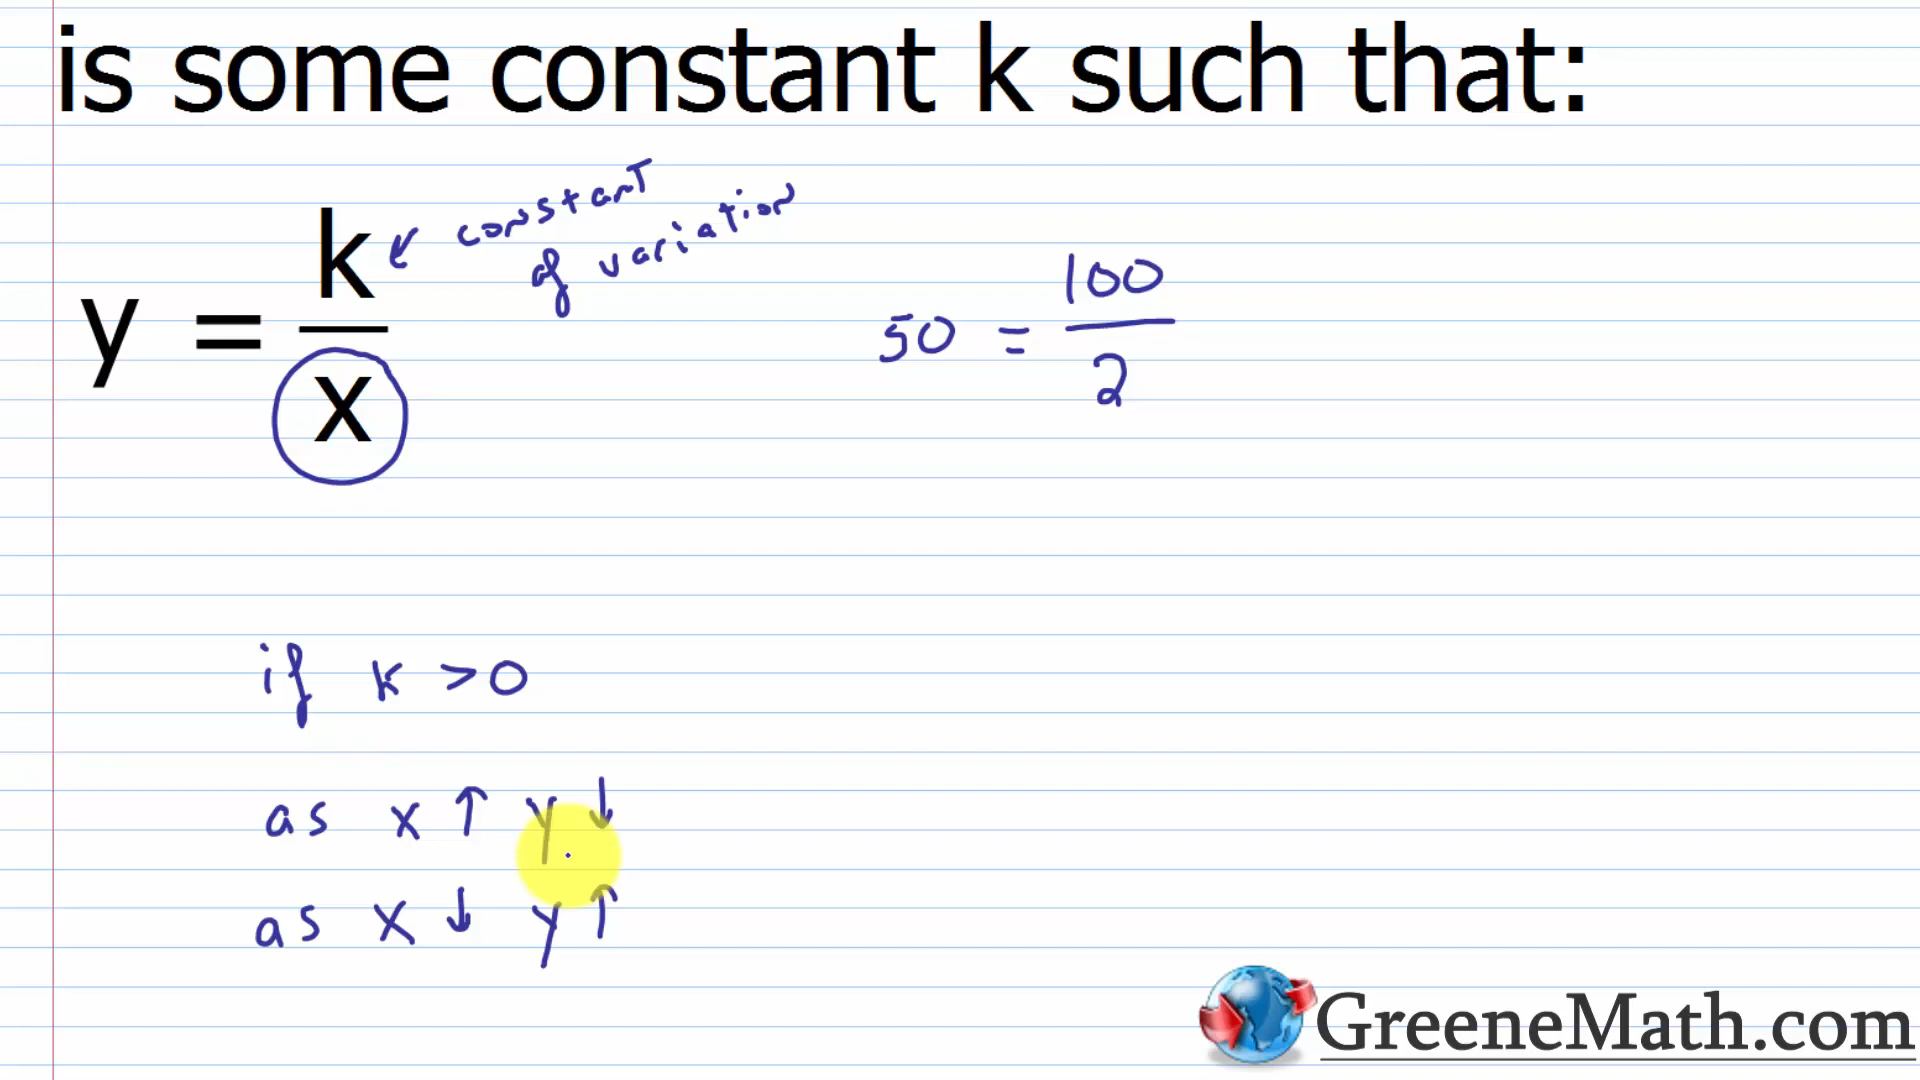 is some constant k such that:
y = k/x
← constant
of variation
50 = 100/2
if k > 0
as x ↑ y ↓
as x ↓ y ↑
GreeneMath.com